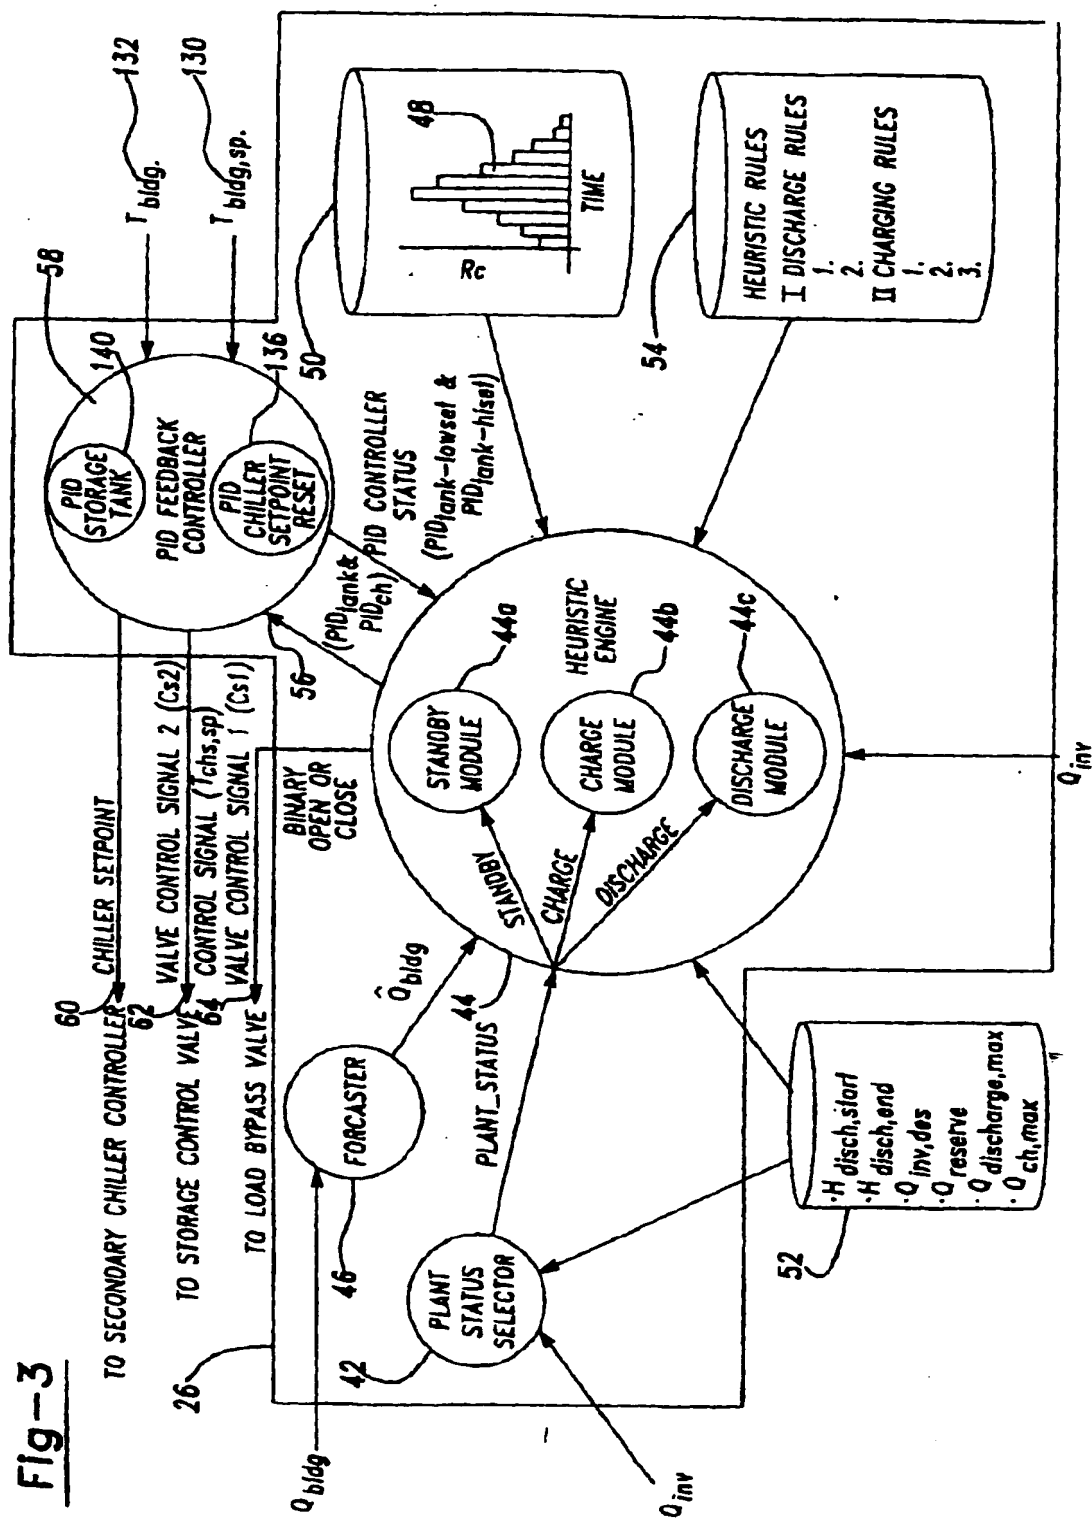 Fig-3
26
TO SECONDARY CHILLER CONTROLLER
60
CHILLER SETPOINT
TO STORAGE CONTROL VALVE
62
VALVE CONTROL SIGNAL 2 (Cs2)
CONTROL SIGNAL (Tchs,sp)
TO LOAD BYPASS VALVE
64
VALVE CONTROL SIGNAL 1 (Cs1)
BINARY
OPEN OR
CLOSE
58
PID
STORAGE
TANK
140
PID FEEDBACK
CONTROLLER
PID
CHILLER
SETPOINT
RESET
136
T bldg.
132
T bldg,sp.
130
56
(PIDtank&
PIDch)
PID CONTROLLER
STATUS
(PIDtank-lowset &
PIDtank-hiset)
50
Rc
48
TIME
54
HEURISTIC RULES
I DISCHARGE RULES
1.
2.
II CHARGING RULES
1.
2.
3.
Q bldg
46
FORCASTER
Q̂ bldg
44
42
PLANT
STATUS
SELECTOR
PLANT_STATUS
Q inv
STANDBY
CHARGE
DISCHARGE
STANDBY
MODULE
44a
HEURISTIC
ENGINE
CHARGE
MODULE
44b
DISCHARGE
MODULE
44c
Q inv
52
·H disch,start
·H disch,end
·Q inv,des
·Q reserve
·Q discharge,max
·Q ch,max